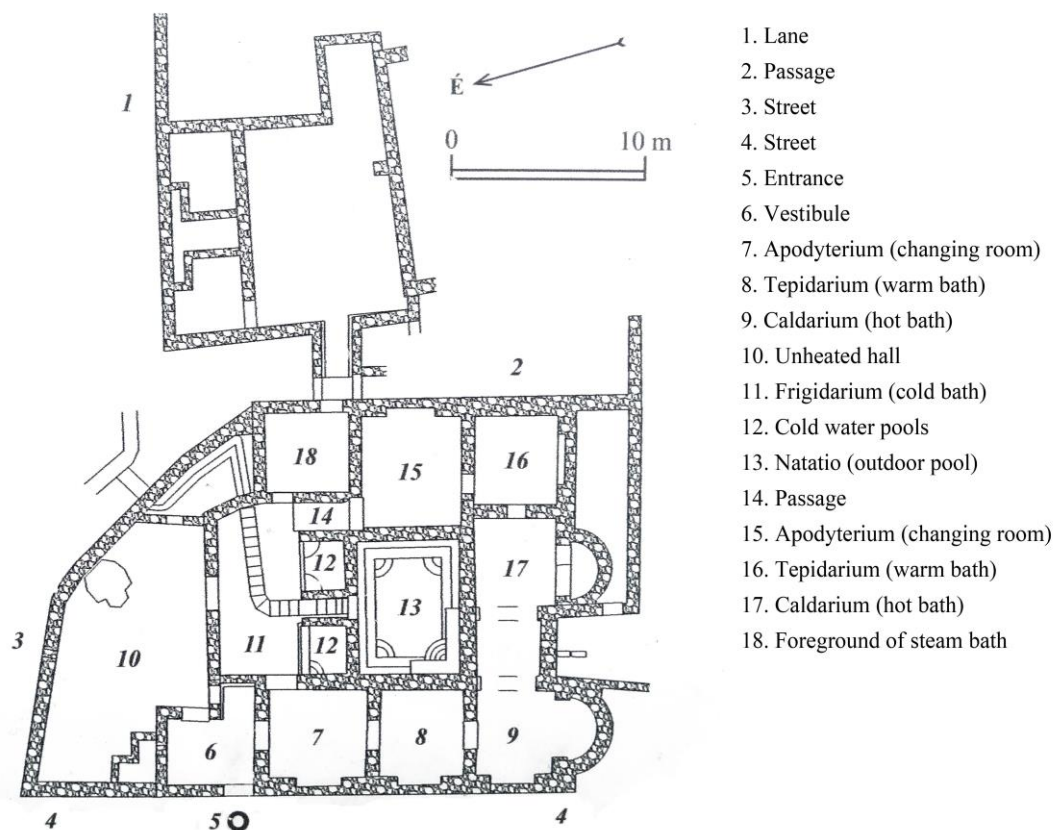 1
É
0 10 m
2
18
15
16
14
12
17
13
3
10
11
12
6
7
8
9
4
5
4
1. Lane
2. Passage
3. Street
4. Street
5. Entrance
6. Vestibule
7. Apodyterium (changing room)
8. Tepidarium (warm bath)
9. Caldarium (hot bath)
10. Unheated hall
11. Frigidarium (cold bath)
12. Cold water pools
13. Natatio (outdoor pool)
14. Passage
15. Apodyterium (changing room)
16. Tepidarium (warm bath)
17. Caldarium (hot bath)
18. Foreground of steam bath